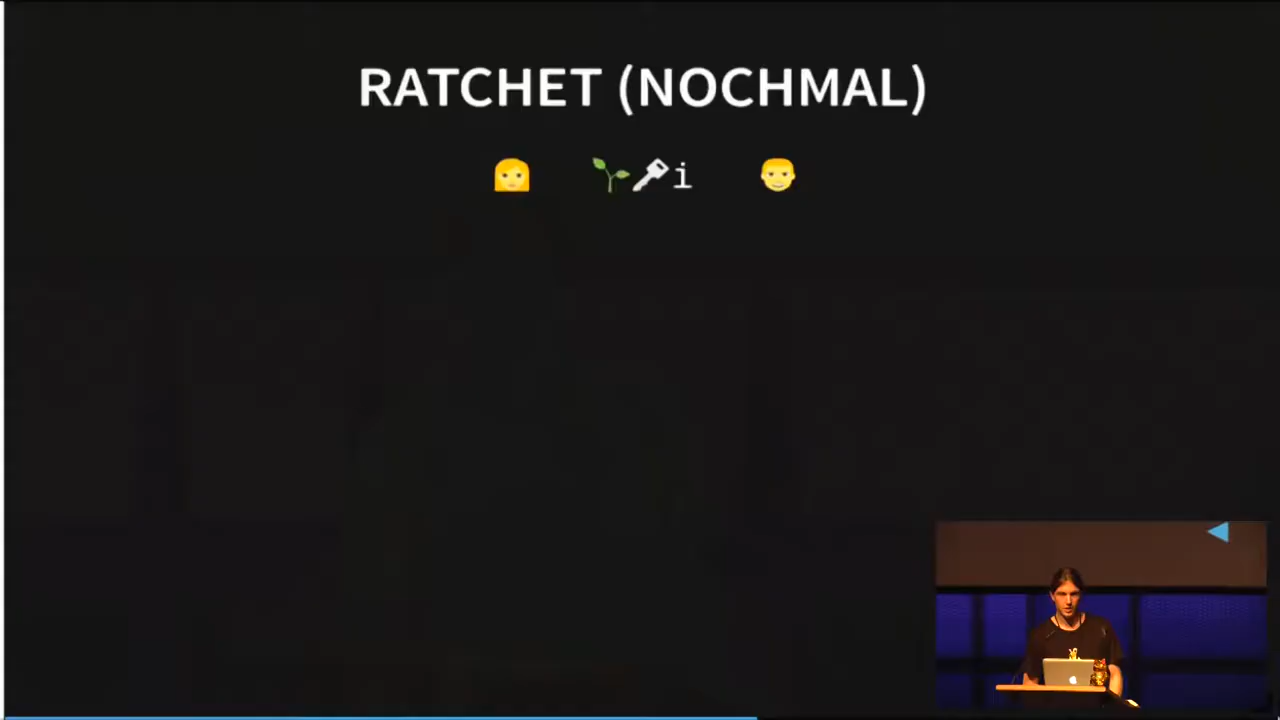 RATCHET (NOCHMAL)
👩 🌱🔑i 👨